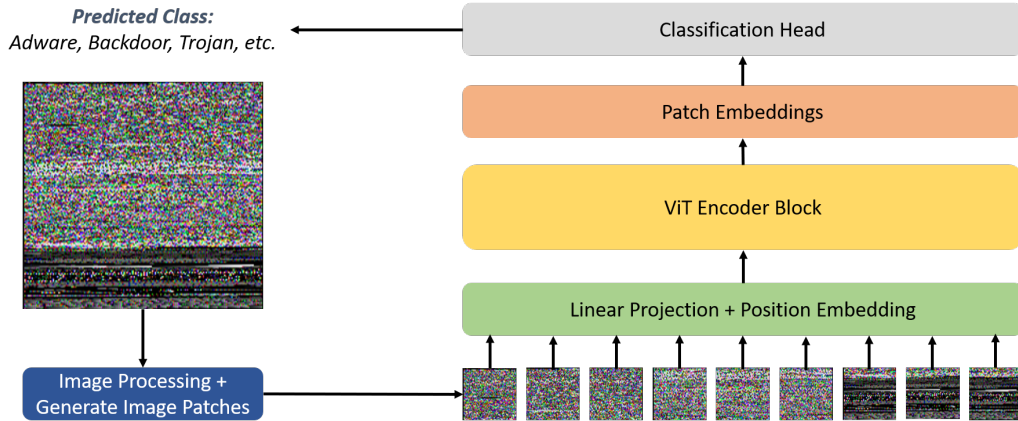 Predicted Class:
Adware, Backdoor, Trojan, etc.
Classification Head
Patch Embeddings
ViT Encoder Block
Linear Projection + Position Embedding
Image Processing +
Generate Image Patches